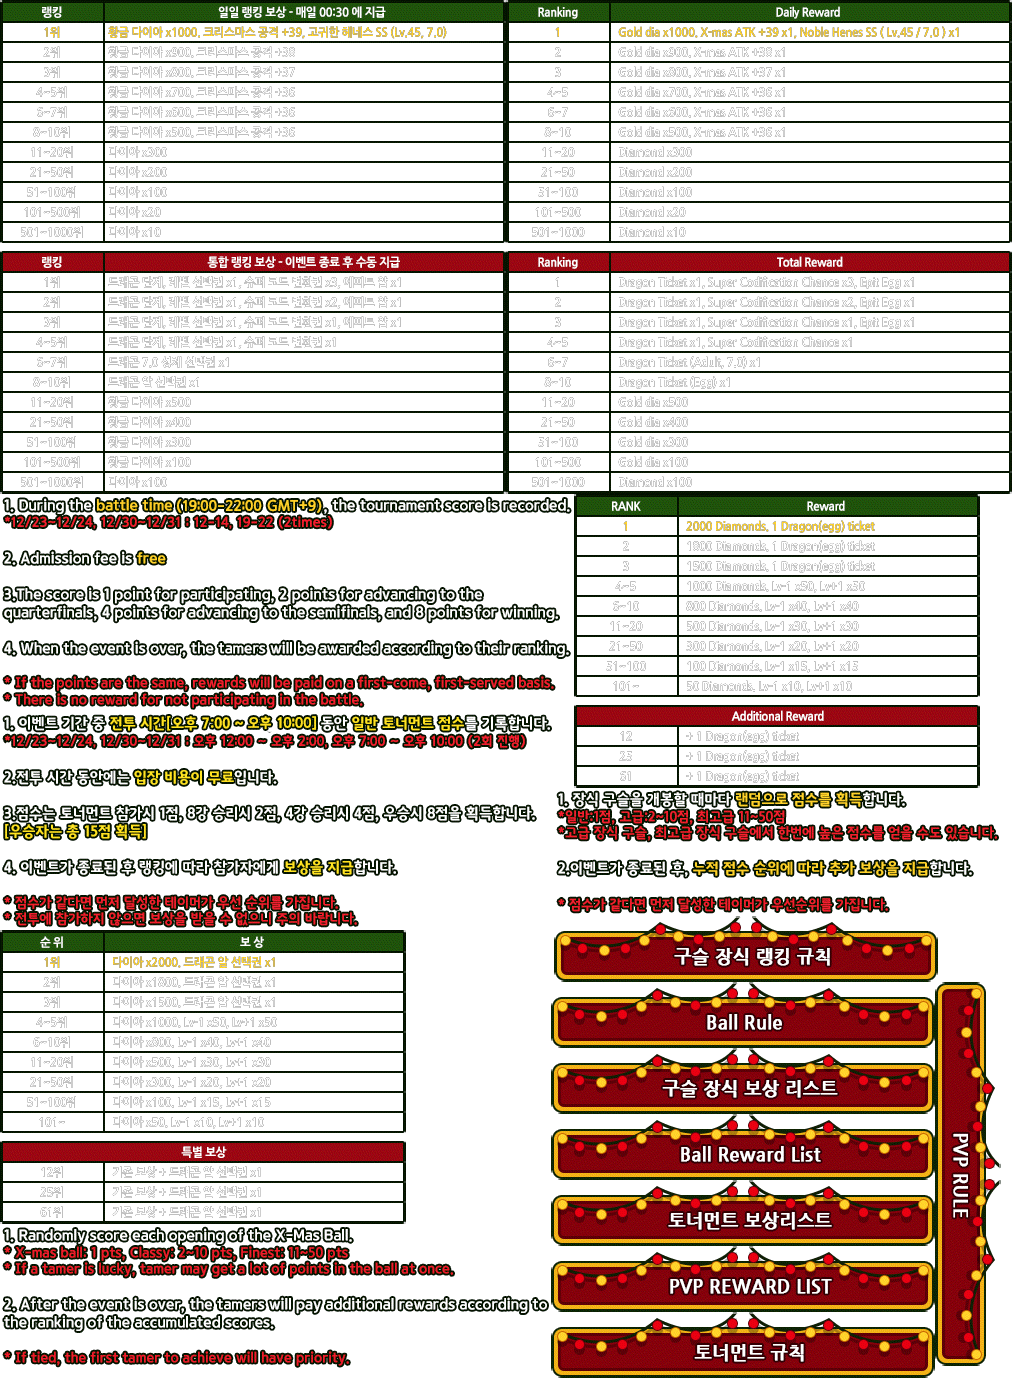 랭킹 일일 랭킹 보상 - 매일 00:30 에 지급
1위 황금 다이아 x1000, 크리스마스 공격 +39, 고귀한 헤네스 SS (Lv,45, 7,0)
2위 황금 다이아 x900, 크리스마스 공격 +38
3위 황금 다이아 x800, 크리스마스 공격 +37
4~5위 황금 다이아 x700, 크리스마스 공격 +36
6~7위 황금 다이아 x600, 크리스마스 공격 +36
8~10위 황금 다이아 x500, 크리스마스 공격 +36
11~20위 다이아 x300
21~50위 다이아 x200
51~100위 다이아 x100
101~500위 다이아 x20
501~1000위 다이아 x10
Ranking Daily Reward
1 Gold dia x1000, X-mas ATK +39 x1, Noble Henes SS ( Lv,45 / 7,0 ) x1
2 Gold dia x900, X-mas ATK +38 x1
3 Gold dia x800, X-mas ATK +37 x1
4~5 Gold dia x700, X-mas ATK +36 x1
6~7 Gold dia x600, X-mas ATK +36 x1
8~10 Gold dia x500, X-mas ATK +36 x1
11~20 Diamond x300
21~50 Diamond x200
51~100 Diamond x100
101~500 Diamond x20
501~1000 Diamond x10
랭킹 통합 랭킹 보상 - 이벤트 종료 후 수동 지급
1위 드래곤 단계, 레벨 선택권 x1, 슈퍼 코드 변환권 x3, 에피트 알 x1
2위 드래곤 단계, 레벨 선택권 x1, 슈퍼 코드 변환권 x2, 에피트 알 x1
3위 드래곤 단계, 레벨 선택권 x1, 슈퍼 코드 변환권 x1, 에피트 알 x1
4~5위 드래곤 단계, 레벨 선택권 x1, 슈퍼 코드 변환권 x1
6~7위 드래곤 7,0 성체 선택권 x1
8~10위 드래곤 알 선택권 x1
11~20위 황금 다이아 x500
21~50위 황금 다이아 x400
51~100위 황금 다이아 x300
101~500위 황금 다이아 x100
501~1000위 다이아 x100
Ranking Total Reward
1 Dragon Ticket x1, Super Codification Chance x3, Epit Egg x1
2 Dragon Ticket x1, Super Codification Chance x2, Epit Egg x1
3 Dragon Ticket x1, Super Codification Chance x1, Epit Egg x1
4~5 Dragon Ticket x1, Super Codification Chance x1
6~7 Dragon Ticket (Adult, 7,0) x1
8~10 Dragon Ticket (Egg) x1
11~20 Gold dia x500
21~50 Gold dia x400
51~100 Gold dia x300
101~500 Gold dia x100
501~1000 Diamond x100
1. During the battle time (19:00~22:00 GMT+9), the tournament score is recorded.
*12/23~12/24, 12/30~12/31 : 12~14, 19~22 (2times)
2. Admission fee is free
3.The score is 1 point for participating, 2 points for advancing to the
quarterfinals, 4 points for advancing to the semifinals, and 8 points for winning.
4. When the event is over, the tamers will be awarded according to their ranking.
* If the points are the same, rewards will be paid on a first-come, first-served basis.
* There is no reward for not participating in the battle.
RANK Reward
1 2000 Diamonds, 1 Dragon(egg) ticket
2 1800 Diamonds, 1 Dragon(egg) ticket
3 1500 Diamonds, 1 Dragon(egg) ticket
4~5 1000 Diamonds, Lv-1 x50, Lv+1 x50
6~10 800 Diamonds, Lv-1 x40, Lv+1 x40
11~20 500 Diamonds, Lv-1 x30, Lv+1 x30
21~50 300 Diamonds, Lv-1 x20, Lv+1 x20
51~100 100 Diamonds, Lv-1 x15, Lv+1 x15
101~ 50 Diamonds, Lv-1 x10, Lv+1 x10
Additional Reward
12 + 1 Dragon(egg) ticket
25 + 1 Dragon(egg) ticket
61 + 1 Dragon(egg) ticket
1. 이벤트 기간 중 전투 시간[오후 7:00 ~ 오후 10:00] 동안 일반 토너먼트 점수를 기록합니다.
*12/23~12/24, 12/30~12/31 : 오후 12:00 ~ 오후 2:00, 오후 7:00 ~ 오후 10:00 (2회 진행)
2.전투 시간 동안에는 입장 비용이 무료입니다.
3.점수는 토너먼트 참가시 1점, 8강 승리시 2점, 4강 승리시 4점, 우승시 8점을 획득합니다.
[우승자는 총 15점 획득]
4. 이벤트가 종료된 후 랭킹에 따라 참가자에게 보상을 지급합니다.
* 점수가 같다면 먼저 달성한 테이머가 우선 순위를 가집니다.
* 전투에 참가하지 않으면 보상을 받을 수 없으니 주의 바랍니다.
1. 장식 구슬을 개봉할 때마다 랜덤으로 점수를 획득합니다.
*일반:1점, 고급:2~10점, 최고급 11~50점
*고급 장식 구슬, 최고급 장식 구슬에서 한번에 높은 점수를 얻을 수도 있습니다.
2.이벤트가 종료된 후, 누적 점수 순위에 따라 추가 보상을 지급합니다.
* 점수가 같다면 먼저 달성한 테이머가 우선순위를 가집니다.
순 위 보 상
1위 다이아 x2000, 드래곤 알 선택권 x1
2위 다이아 x1800, 드래곤 알 선택권 x1
3위 다이아 x1500, 드래곤 알 선택권 x1
4~5위 다이아 x1000, Lv-1 x50, Lv+1 x50
6~10위 다이아 x800, Lv-1 x40, Lv+1 x40
11~20위 다이아 x500, Lv-1 x30, Lv+1 x30
21~50위 다이아 x300, Lv-1 x20, Lv+1 x20
51~100위 다이아 x100, Lv-1 x15, Lv+1 x15
101~ 다이아 x50, Lv-1 x10, Lv+1 x10
특별 보상
12위 기존 보상 + 드래곤 알 선택권 x1
25위 기존 보상 + 드래곤 알 선택권 x1
61위 기존 보상 + 드래곤 알 선택권 x1
1. Randomly score each opening of the X-Mas Ball.
* X-mas ball: 1 pts, Classy: 2~10 pts, Finest: 11~50 pts
* If a tamer is lucky, tamer may get a lot of points in the ball at once.
2. After the event is over, the tamers will pay additional rewards according to
the ranking of the accumulated scores.
* If tied, the first tamer to achieve will have priority.
구슬 장식 랭킹 규칙
Ball Rule
구슬 장식 보상 리스트
Ball Reward List
토너먼트 보상리스트
PVP REWARD LIST
토너먼트 규칙
PVP RULE